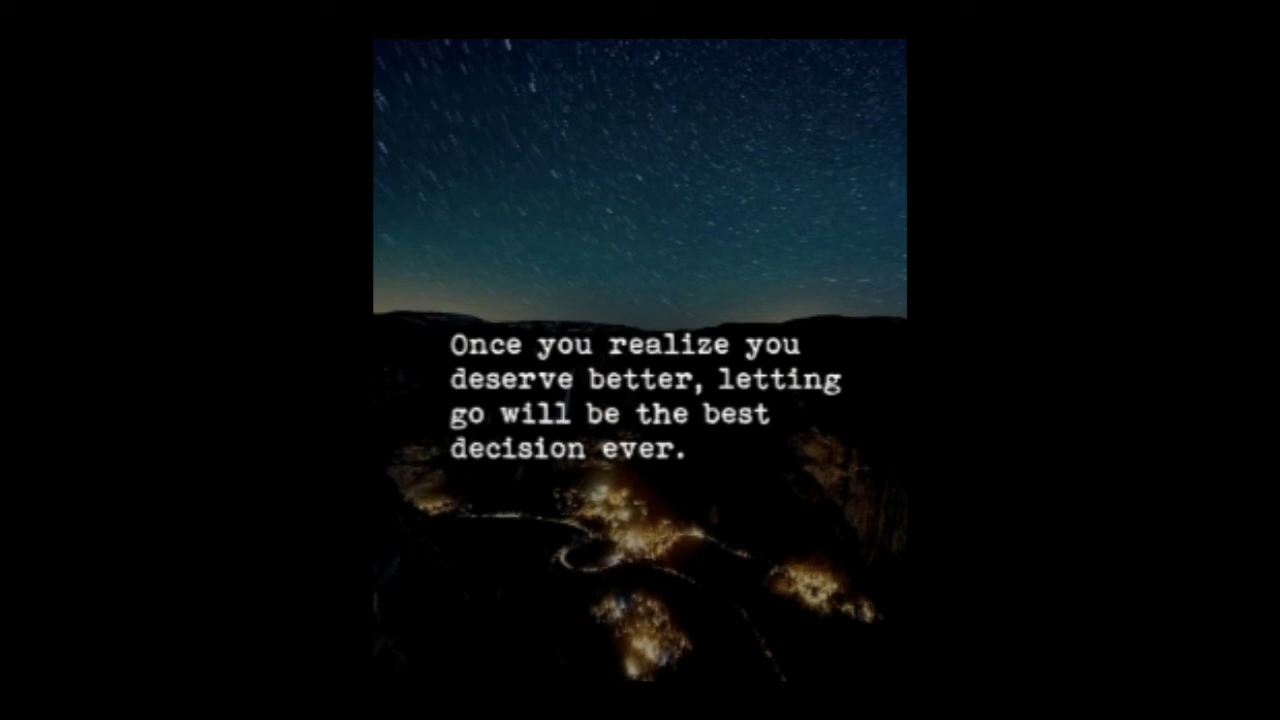 Once you realize you
deserve better, letting
go will be the best
decision ever.